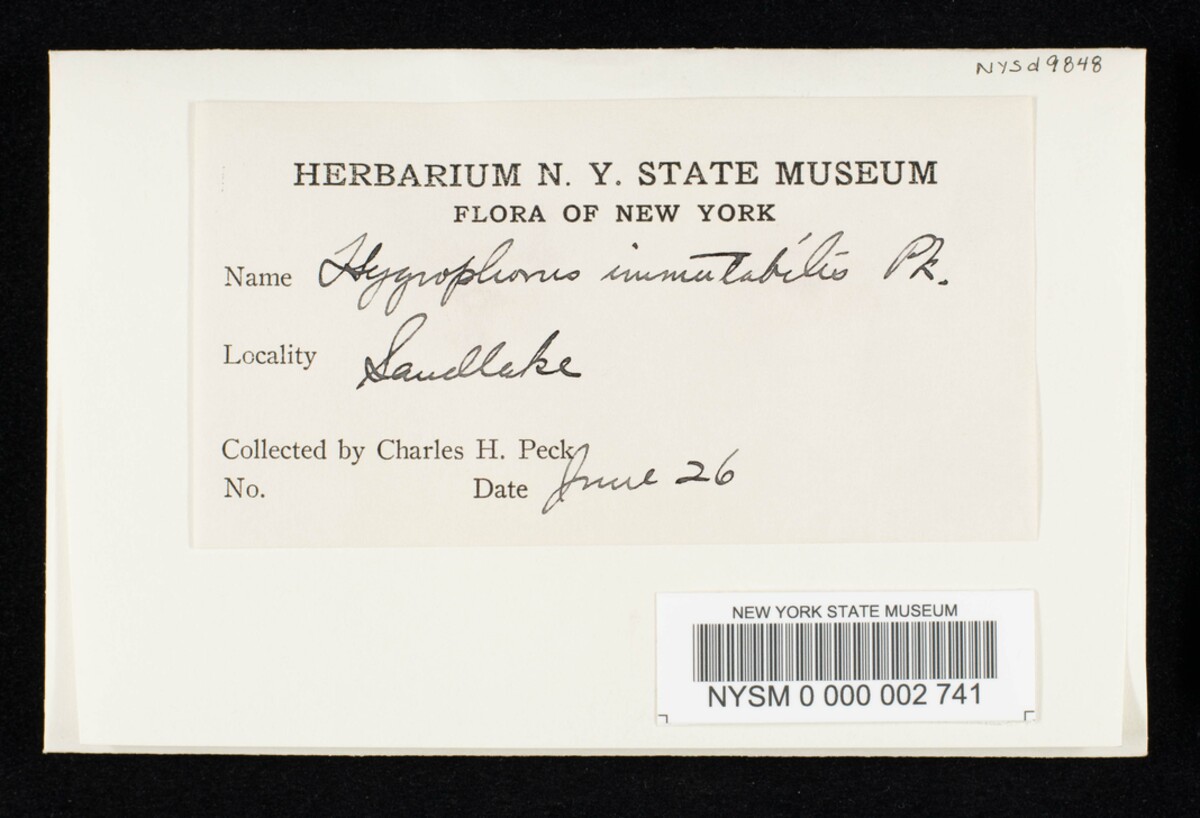 NYSd9848
HERBARIUM N. Y. STATE MUSEUM
FLORA OF NEW YORK
Name Hygrophorus immutabilis Pk.
Locality Sandlake
Collected by Charles H. Peck
No. Date June 26
NEW YORK STATE MUSEUM
NYSM 0 000 002 741